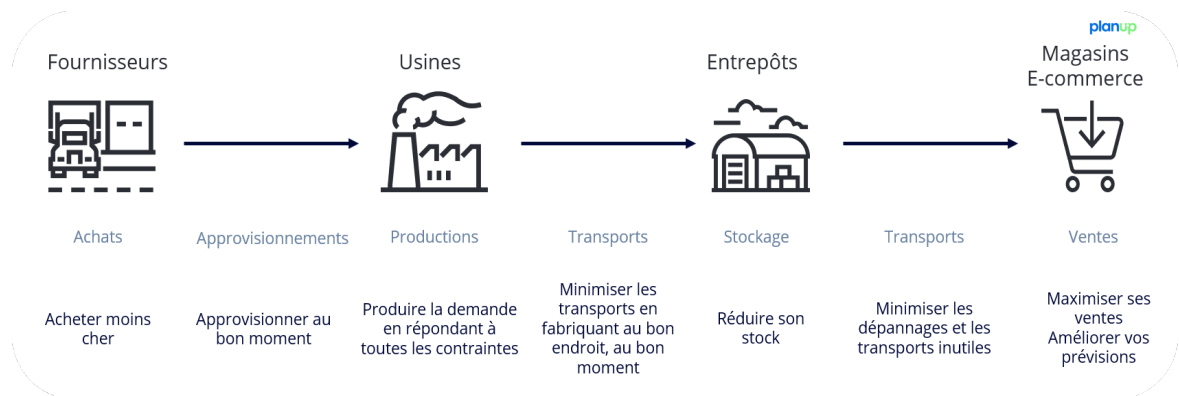 planup
Fournisseurs
Usines
Entrepôts
Magasins
E-commerce
Achats
Approvisionnements
Productions
Transports
Stockage
Transports
Ventes
Acheter moins
cher
Approvisionner au
bon moment
Produire la demande
en répondant à
toutes les contraintes
Minimiser les
transports en
fabriquant au bon
endroit, au bon
moment
Réduire son
stock
Minimiser les
dépannages et les
transports inutiles
Maximiser ses
ventes
Améliorer vos
prévisions